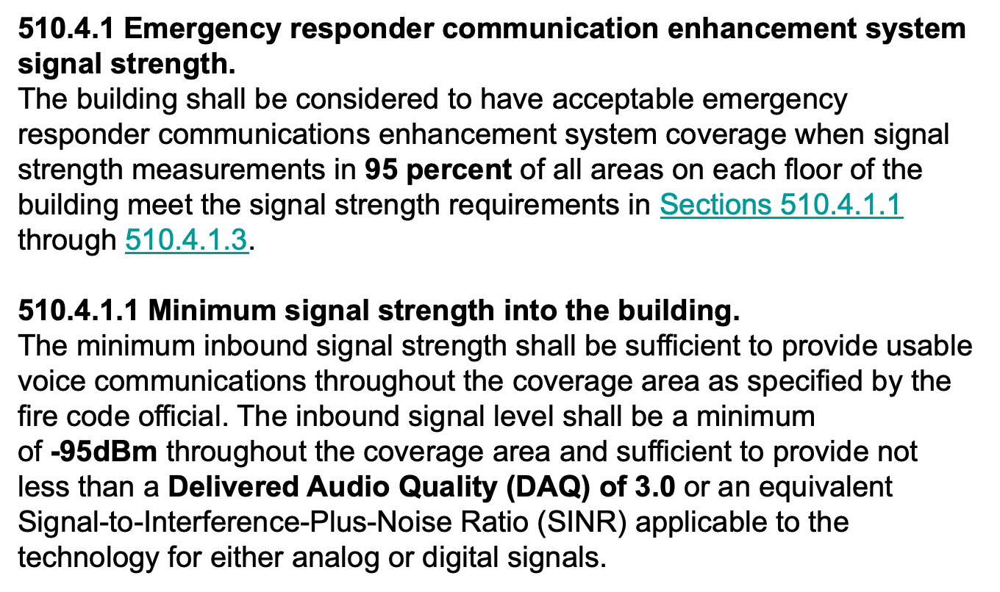 510.4.1 Emergency responder communication enhancement system
signal strength.
The building shall be considered to have acceptable emergency
responder communications enhancement system coverage when signal
strength measurements in 95 percent of all areas on each floor of the
building meet the signal strength requirements in Sections 510.4.1.1
through 510.4.1.3.
510.4.1.1 Minimum signal strength into the building.
The minimum inbound signal strength shall be sufficient to provide usable
voice communications throughout the coverage area as specified by the
fire code official. The inbound signal level shall be a minimum
of -95dBm throughout the coverage area and sufficient to provide not
less than a Delivered Audio Quality (DAQ) of 3.0 or an equivalent
Signal-to-Interference-Plus-Noise Ratio (SINR) applicable to the
technology for either analog or digital signals.